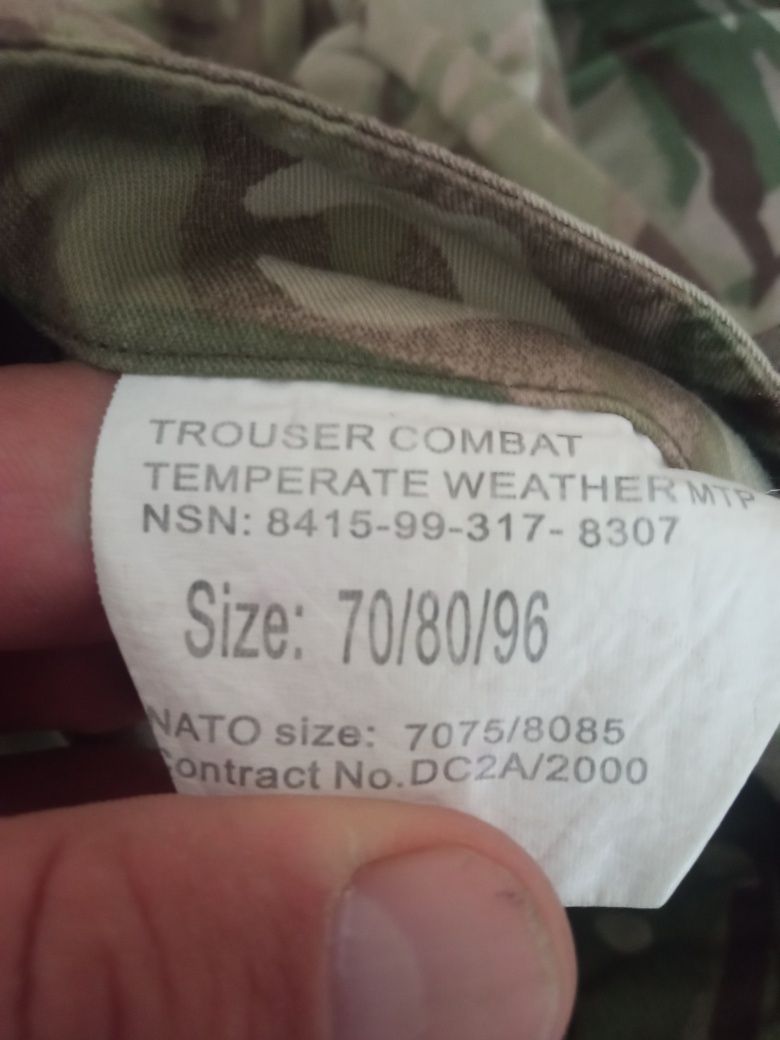 TROUSER COMBAT
TEMPERATE WEATHER MTP
NSN: 8415-99-317- 8307
Size: 70/80/96
NATO size: 7075/8085
Contract No.DC2A/2000